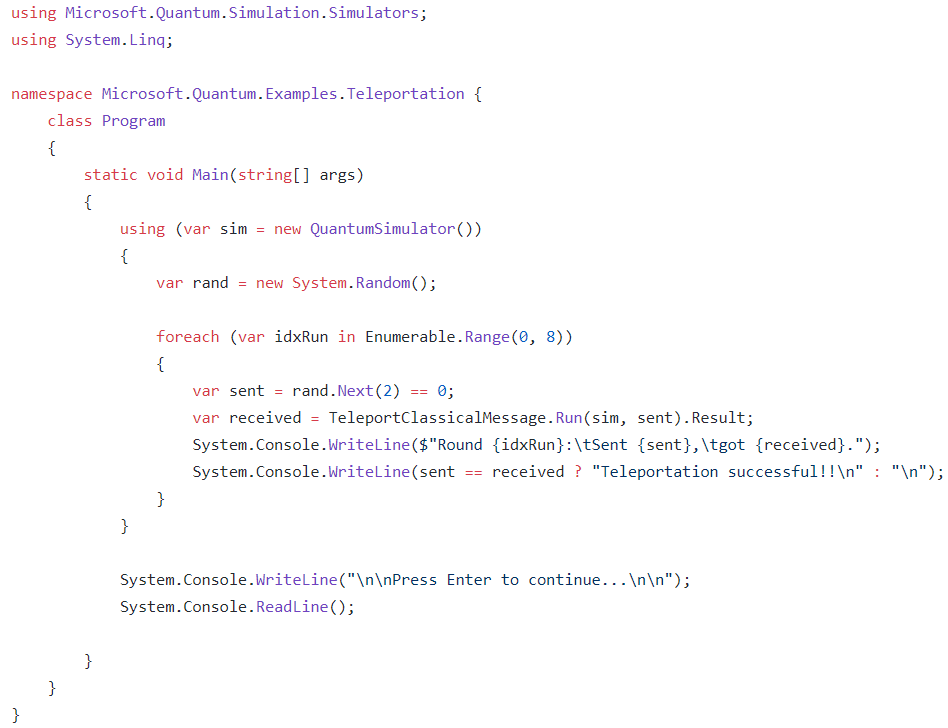 using Microsoft.Quantum.Simulation.Simulators;
using System.Linq;

namespace Microsoft.Quantum.Examples.Teleportation {
    class Program
    {
        static void Main(string[] args)
        {
            using (var sim = new QuantumSimulator())
            {
                var rand = new System.Random();

                foreach (var idxRun in Enumerable.Range(0, 8))
                {
                    var sent = rand.Next(2) == 0;
                    var received = TeleportClassicalMessage.Run(sim, sent).Result;
                    System.Console.WriteLine($"Round {idxRun}:\tSent {sent},\tgot {received}.");
                    System.Console.WriteLine(sent == received ? "Teleportation successful!!\n" : "\n");
                }
            }

            System.Console.WriteLine("\n\nPress Enter to continue...\n\n");
            System.Console.ReadLine();

        }
    }
}